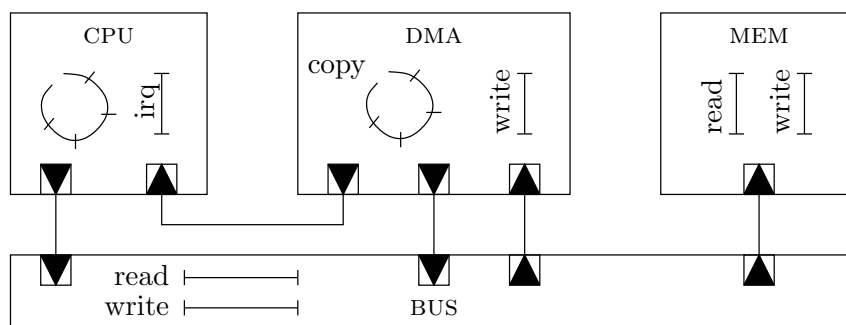 CPU
DMA
MEM
copy
irq
write
read
write
read
write
BUS